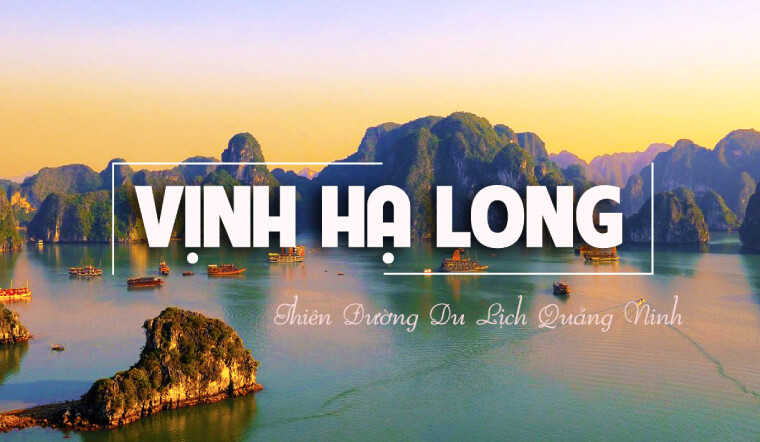 VỊNH HẠ LONG
Thiên Đường Du Lịch Quảng Ninh